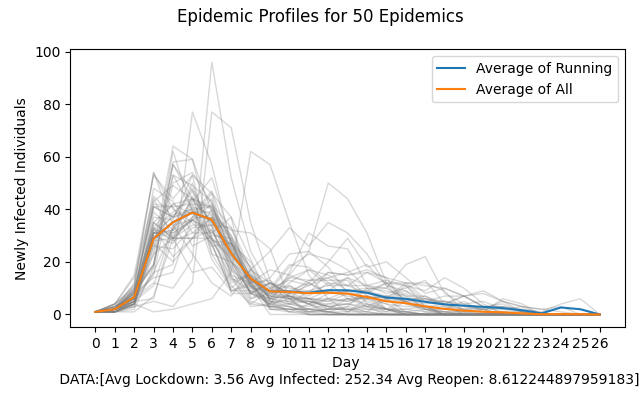 Epidemic Profiles for 50 Epidemics
100
80
60
40
20
0
Newly Infected Individuals
Average of Running
Average of All
0 1 2 3 4 5 6 7 8 9 10 11 12 13 14 15 16 17 18 19 20 21 22 23 24 25 26
Day
DATA:[Avg Lockdown: 3.56 Avg Infected: 252.34 Avg Reopen: 8.612244897959183]